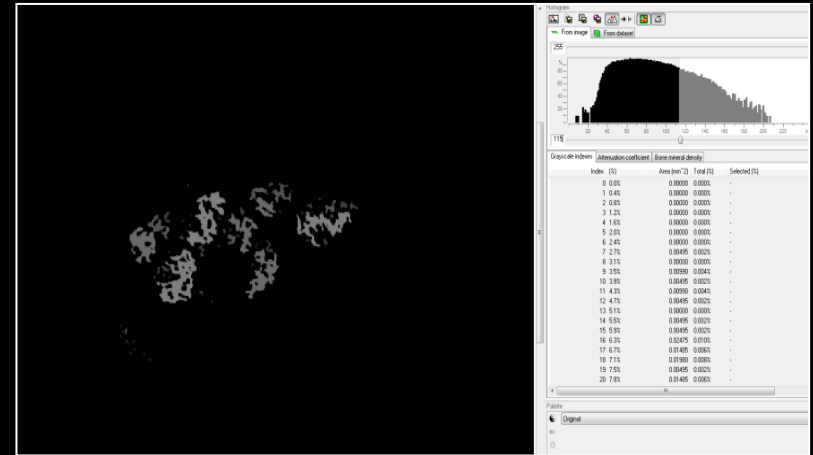 Histogram
From image From dataset
255
20 40 60 80 100 120 140 160 180 200 220
115
Grayscale indexes Attenuation coefficient Bone mineral density
Index (%) Area (mm^2) Total (%) Selected (%)
0 0.0% 0.00000 0.000% -
1 0.4% 0.00000 0.000% -
2 0.8% 0.00000 0.000% -
3 1.2% 0.00000 0.000% -
4 1.6% 0.00000 0.000% -
5 2.0% 0.00000 0.000% -
6 2.4% 0.00000 0.000% -
7 2.7% 0.00495 0.002% -
8 3.1% 0.00000 0.000% -
9 3.5% 0.00990 0.004% -
10 3.9% 0.00495 0.002% -
11 4.3% 0.00990 0.004% -
12 4.7% 0.00495 0.002% -
13 5.1% 0.00000 0.000% -
14 5.5% 0.00495 0.002% -
15 5.9% 0.00495 0.002% -
16 6.3% 0.02475 0.010% -
17 6.7% 0.01485 0.006% -
18 7.1% 0.01980 0.008% -
19 7.5% 0.00495 0.002% -
20 7.8% 0.01485 0.006% -
Palette
Original